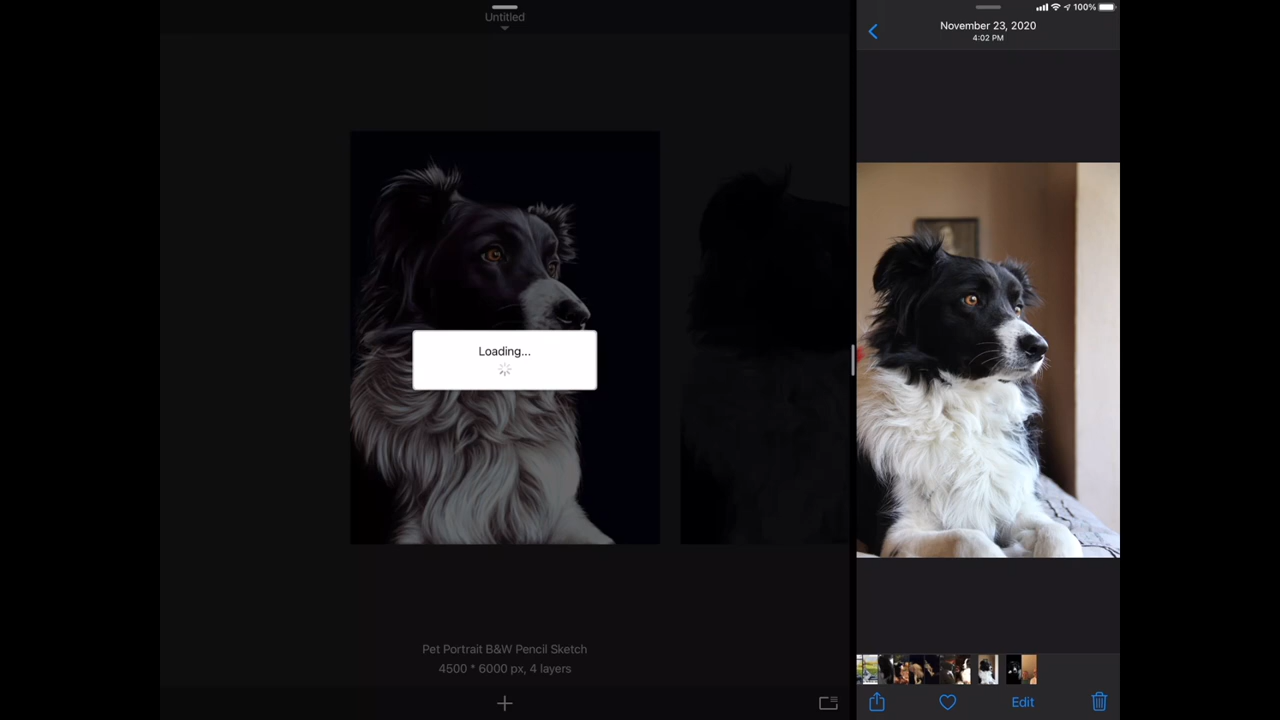 Untitled
Loading...
Pet Portrait B&W Pencil Sketch
4500 * 6000 px, 4 layers
100%
November 23, 2020
4:02 PM
Edit